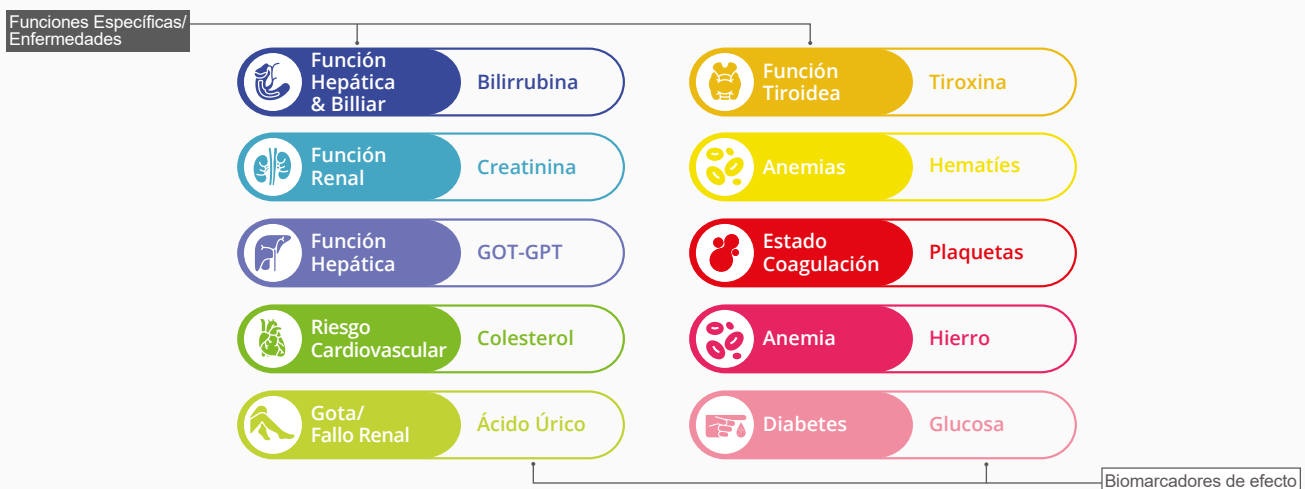 Funciones Específicas/
Enfermedades
Función
Hepática
& Billiar
Bilirrubina
Función
Renal
Creatinina
Función
Hepática
GOT-GPT
Riesgo
Cardiovascular
Colesterol
Gota/
Fallo Renal
Ácido Úrico
Función
Tiroidea
Tiroxina
Anemias
Hematíes
Estado
Coagulación
Plaquetas
Anemia
Hierro
Diabetes
Glucosa
Biomarcadores de efecto